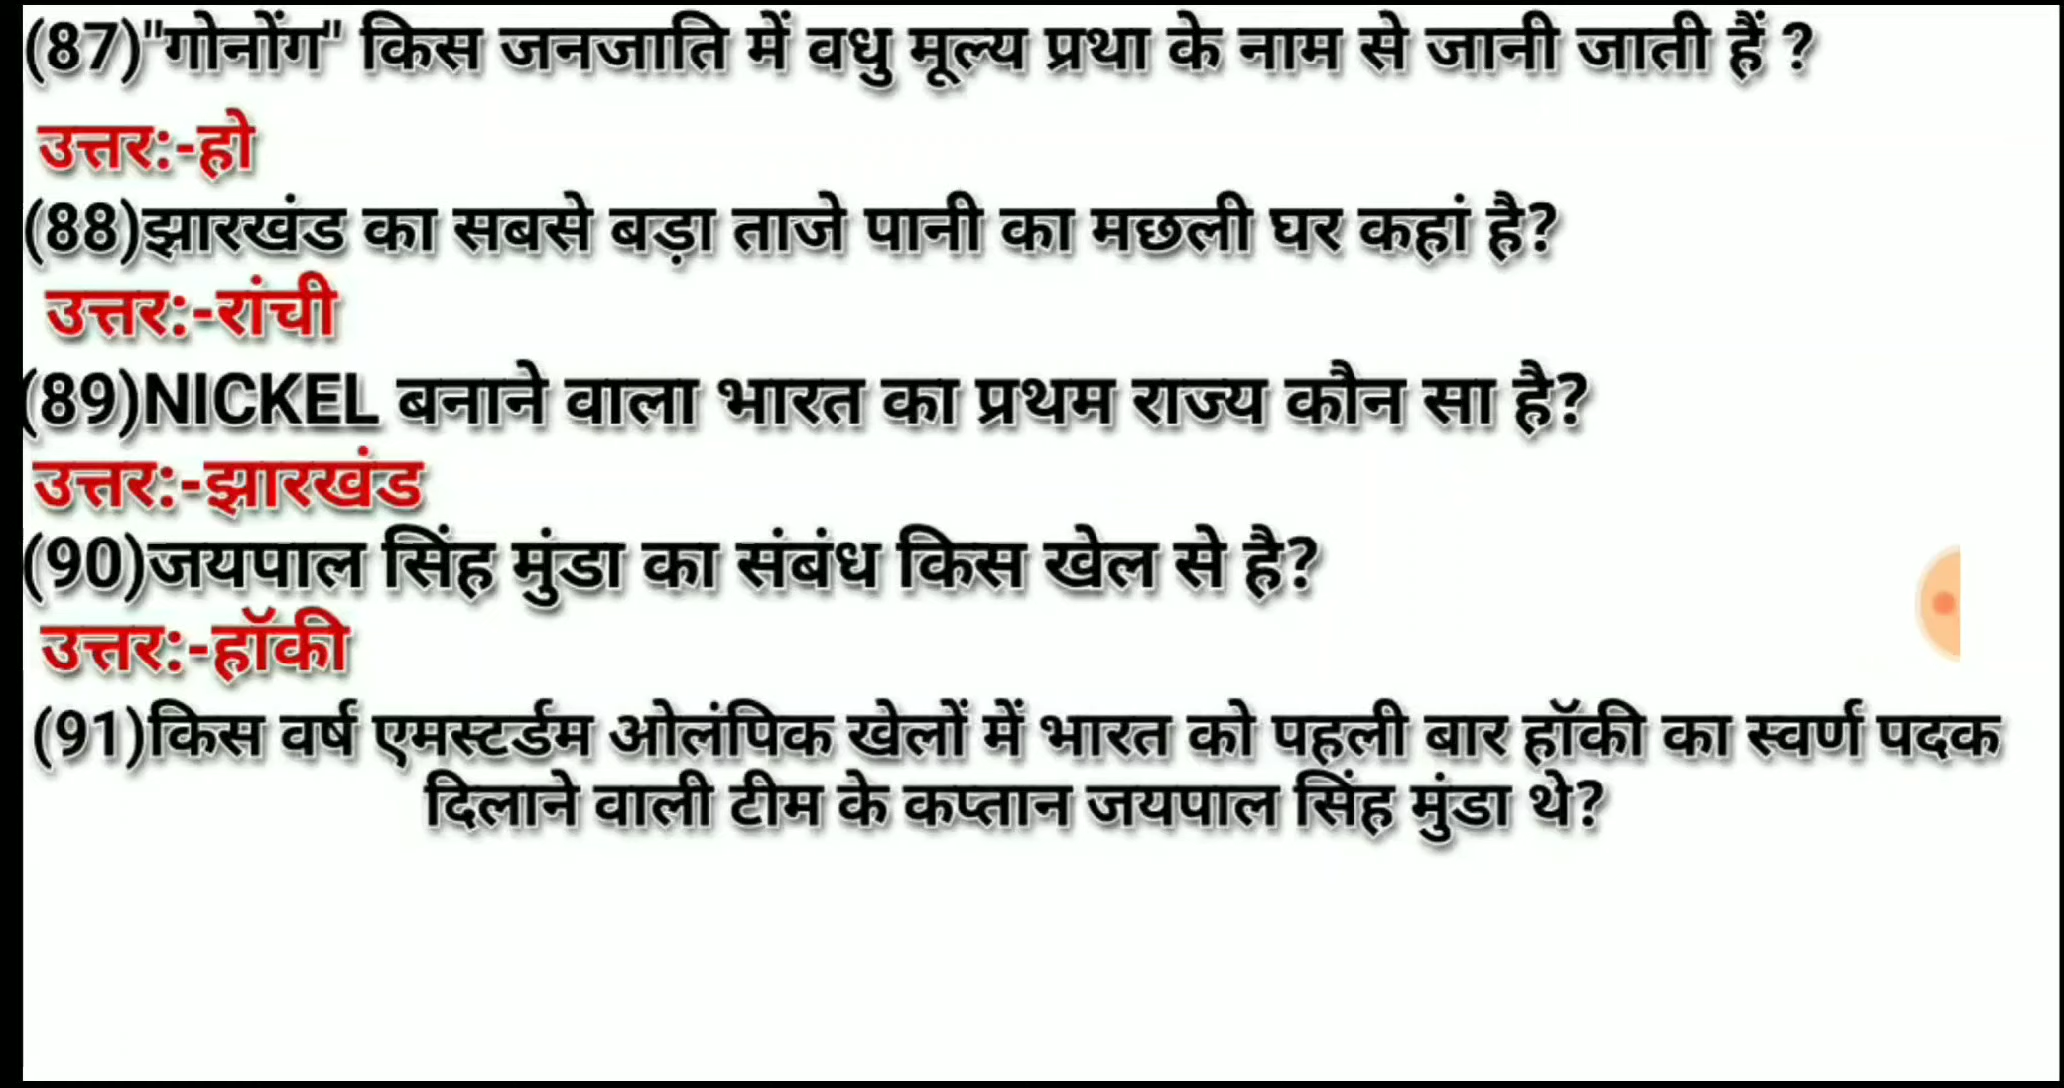 (87)"गोनोंग" किस जनजाति में वधु मूल्य प्रथा के नाम से जानी जाती हैं ?
उत्तर:-हो
(88)झारखंड का सबसे बड़ा ताजे पानी का मछली घर कहां है?
उत्तर:-रांची
(89)NICKEL बनाने वाला भारत का प्रथम राज्य कौन सा है?
उत्तर:-झारखंड
(90)जयपाल सिंह मुंडा का संबंध किस खेल से है?
उत्तर:-हॉकी
(91)किस वर्ष एमस्टर्डम ओलंपिक खेलों में भारत को पहली बार हॉकी का स्वर्ण पदक
दिलाने वाली टीम के कप्तान जयपाल सिंह मुंडा थे?